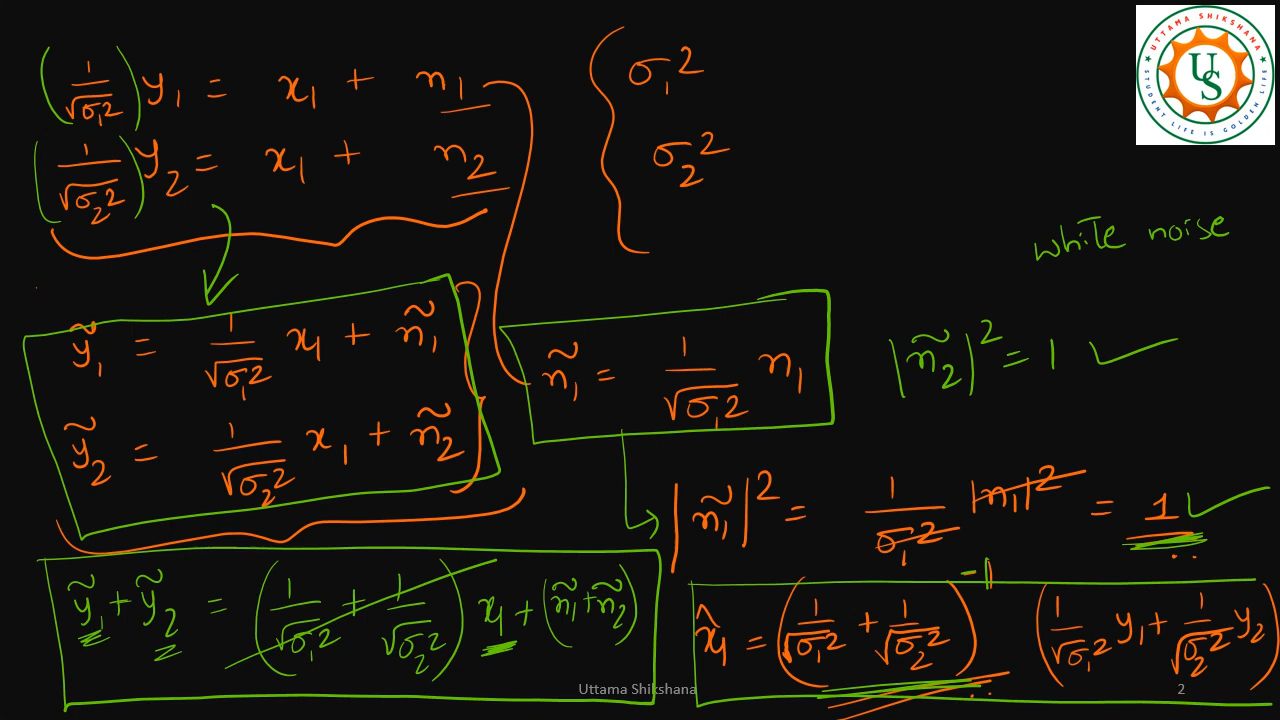 (1/√σ₁²) y₁ = x₁ + n₁
(1/√σ₂²) y₂ = x₁ + n₂
σ₁²
σ₂²
UTTAMA SHIKSHANA
US
STUDENT LIFE IS GOLDEN LIFE
white noise
ỹ₁ = 1/√σ₁² x₁ + ñ₁
ỹ₂ = 1/√σ₂² x₁ + ñ₂
ñ₁ = 1/√σ₁² n₁
|ñ₂|² = 1
|ñ₁|² = 1/σ₁² |n₁|² = 1
ỹ₁ + ỹ₂ = (1/√σ₁² + 1/√σ₂²) x₁ + (ñ₁ + ñ₂)
x̂₁ = (1/√σ₁² + 1/√σ₂²)⁻¹ (1/√σ₁² y₁ + 1/√σ₂² y₂)
Uttama Shikshana
2